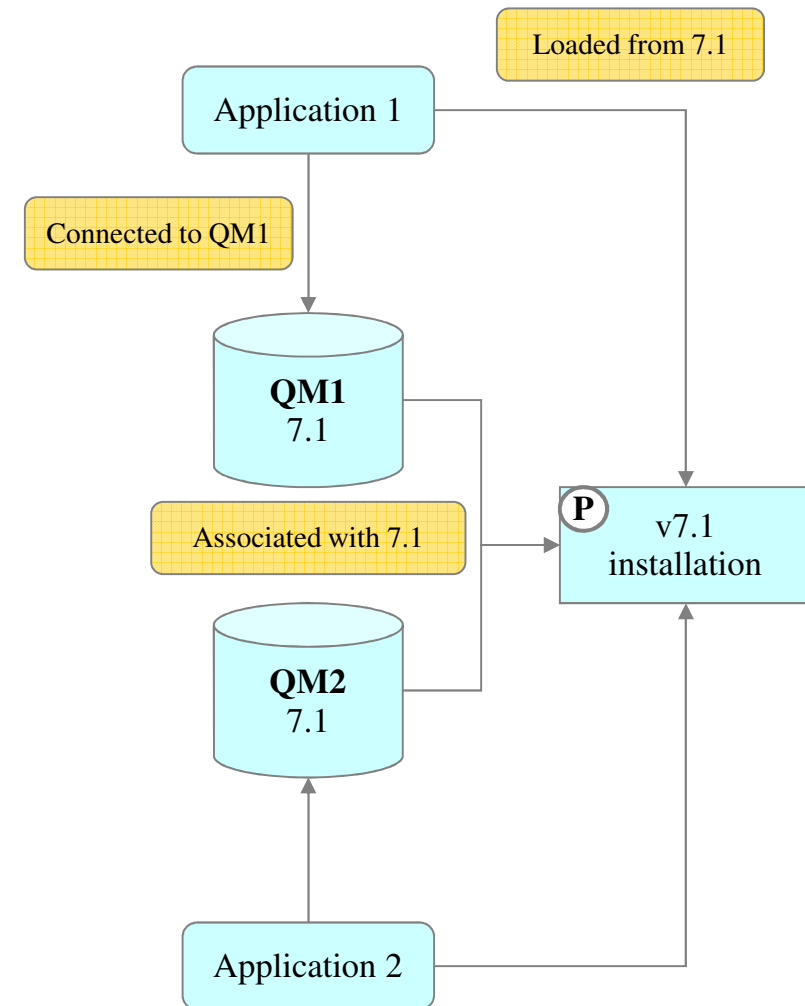 Loaded from 7.1
Application 1
Connected to QM1
QM1
7.1
Associated with 7.1
P
v7.1
installation
QM2
7.1
Application 2